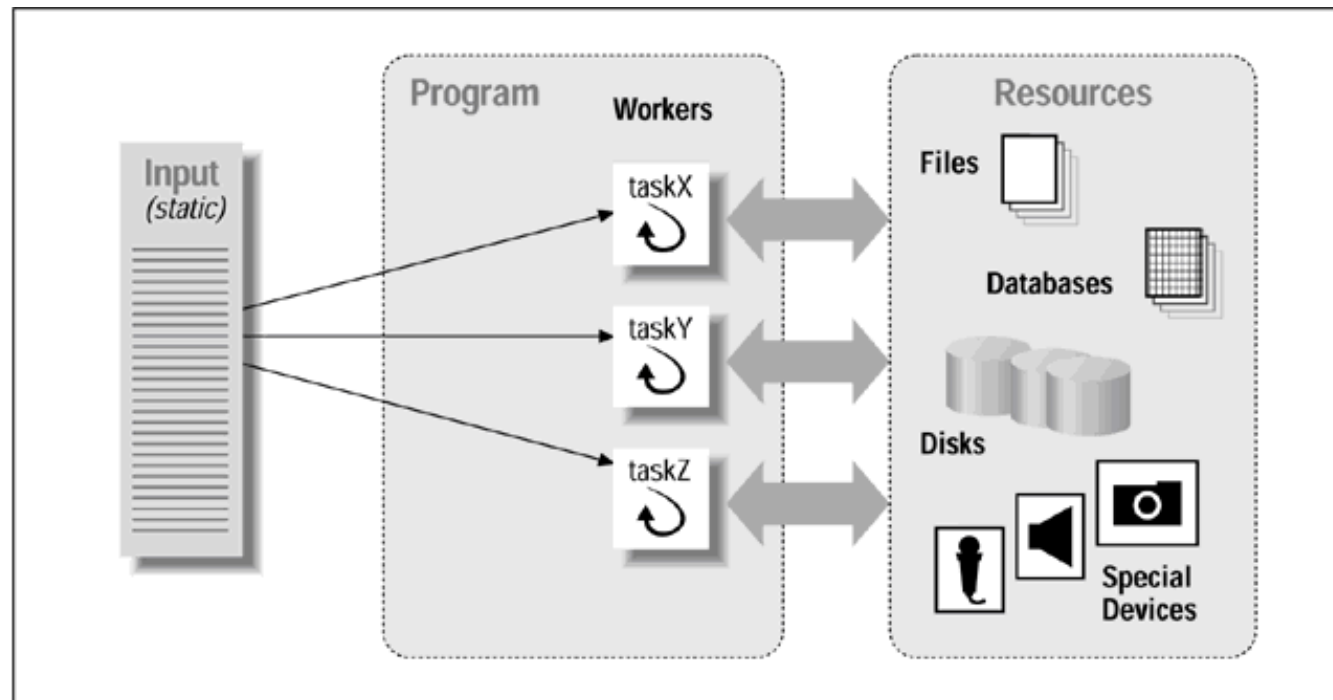 Program
Workers
Resources
Input
(static)
taskX
taskY
taskZ
Files
Databases
Disks
Special
Devices